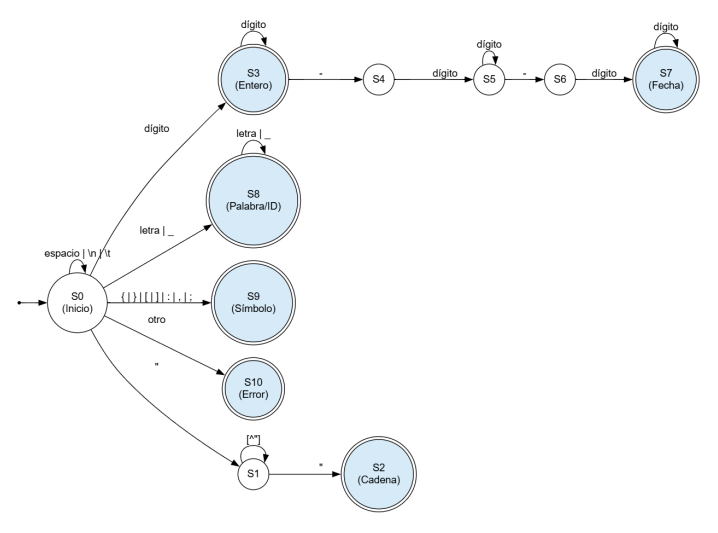 dígito
dígito
dígito
S3
(Entero)
-
S4
dígito
S5
-
S6
dígito
S7
(Fecha)
dígito
letra | _
S8
(Palabra/ID)
letra | _
espacio | \n | \t
S0
(Inicio)
{ | } | [ | ] | : | , | ;
S9
(Símbolo)
otro
S10
(Error)
"
[^"]
S1
"
S2
(Cadena)